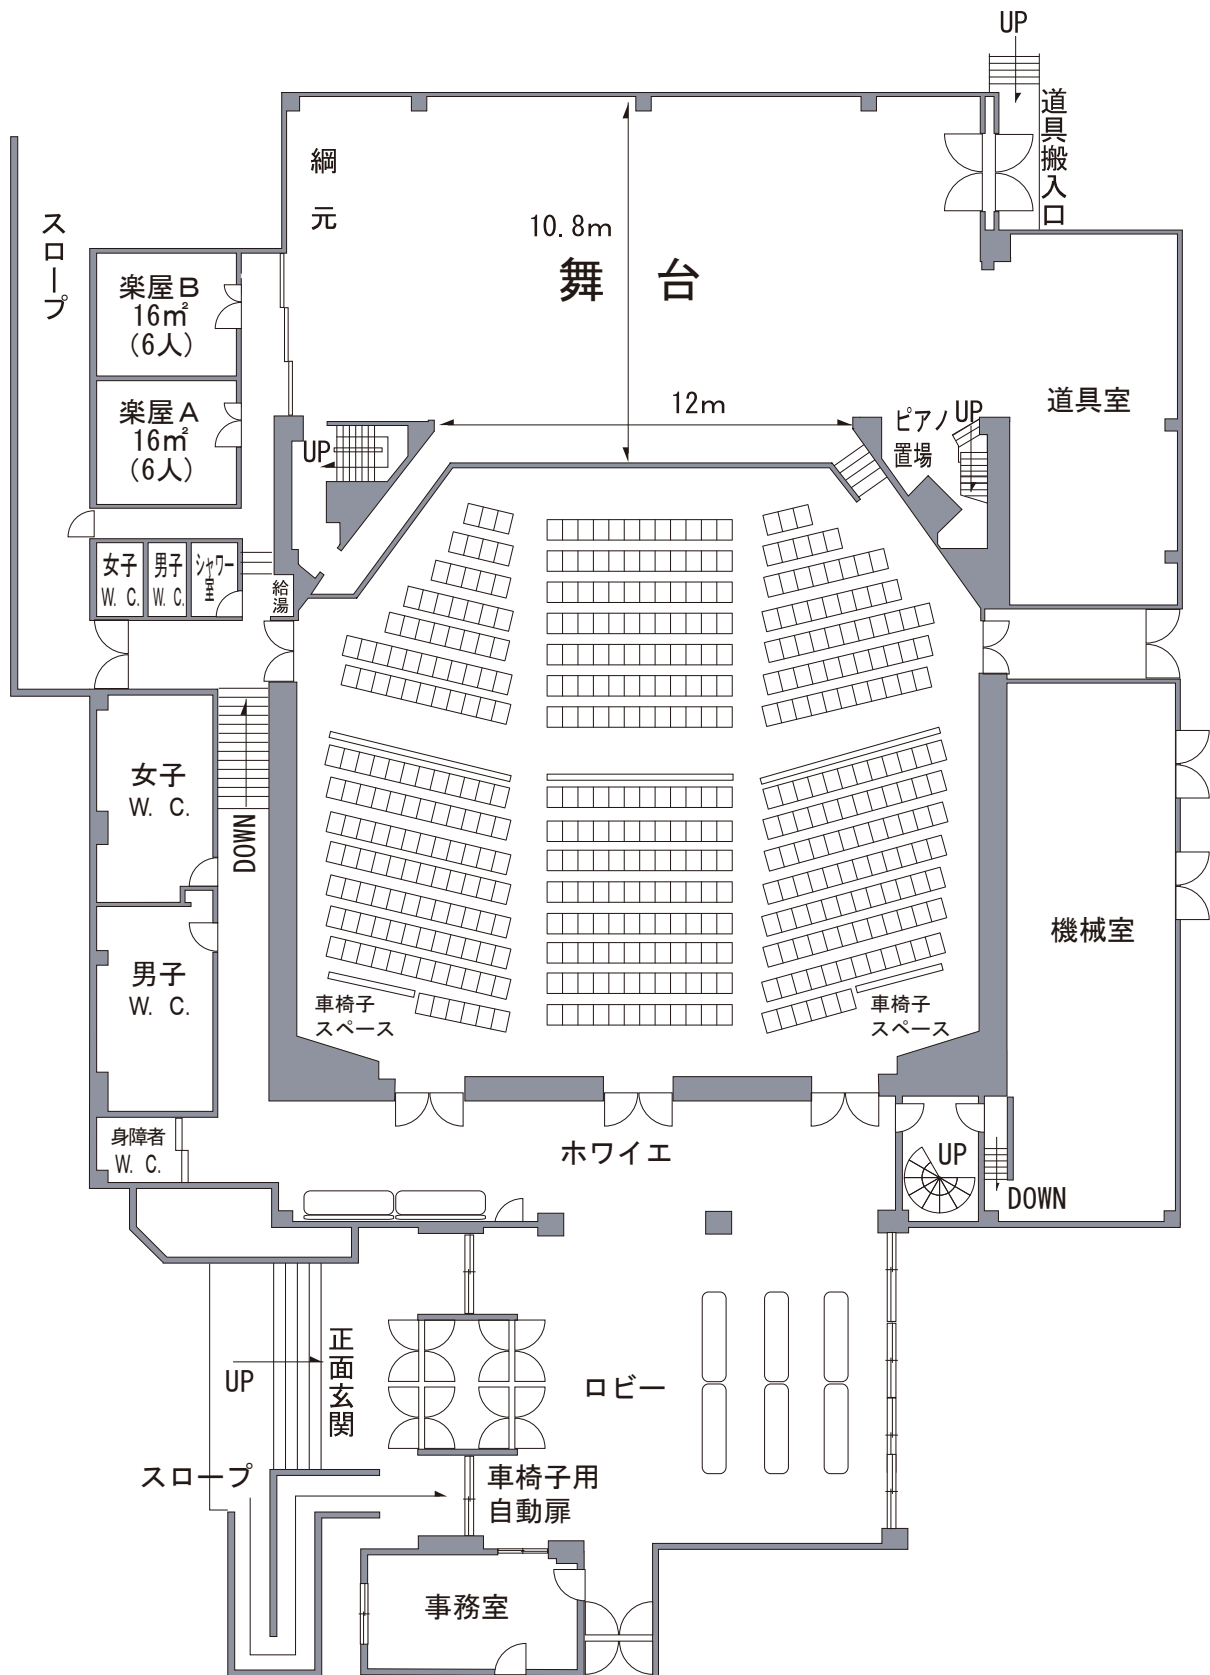 UP
道具搬入口
綱元
スロープ
10.8m
舞台
楽屋B
16㎡
(6人)
楽屋A
16㎡
(6人)
12m
ピアノ
置場
UP
道具室
UP
女子
W. C.
男子
W. C.
シャワー
室
給湯
女子
W. C.
DOWN
男子
W. C.
機械室
車椅子
スペース
車椅子
スペース
身障者
W. C.
ホワイエ
UP
DOWN
正面玄関
UP
ロビー
スロープ
車椅子用
自動扉
事務室